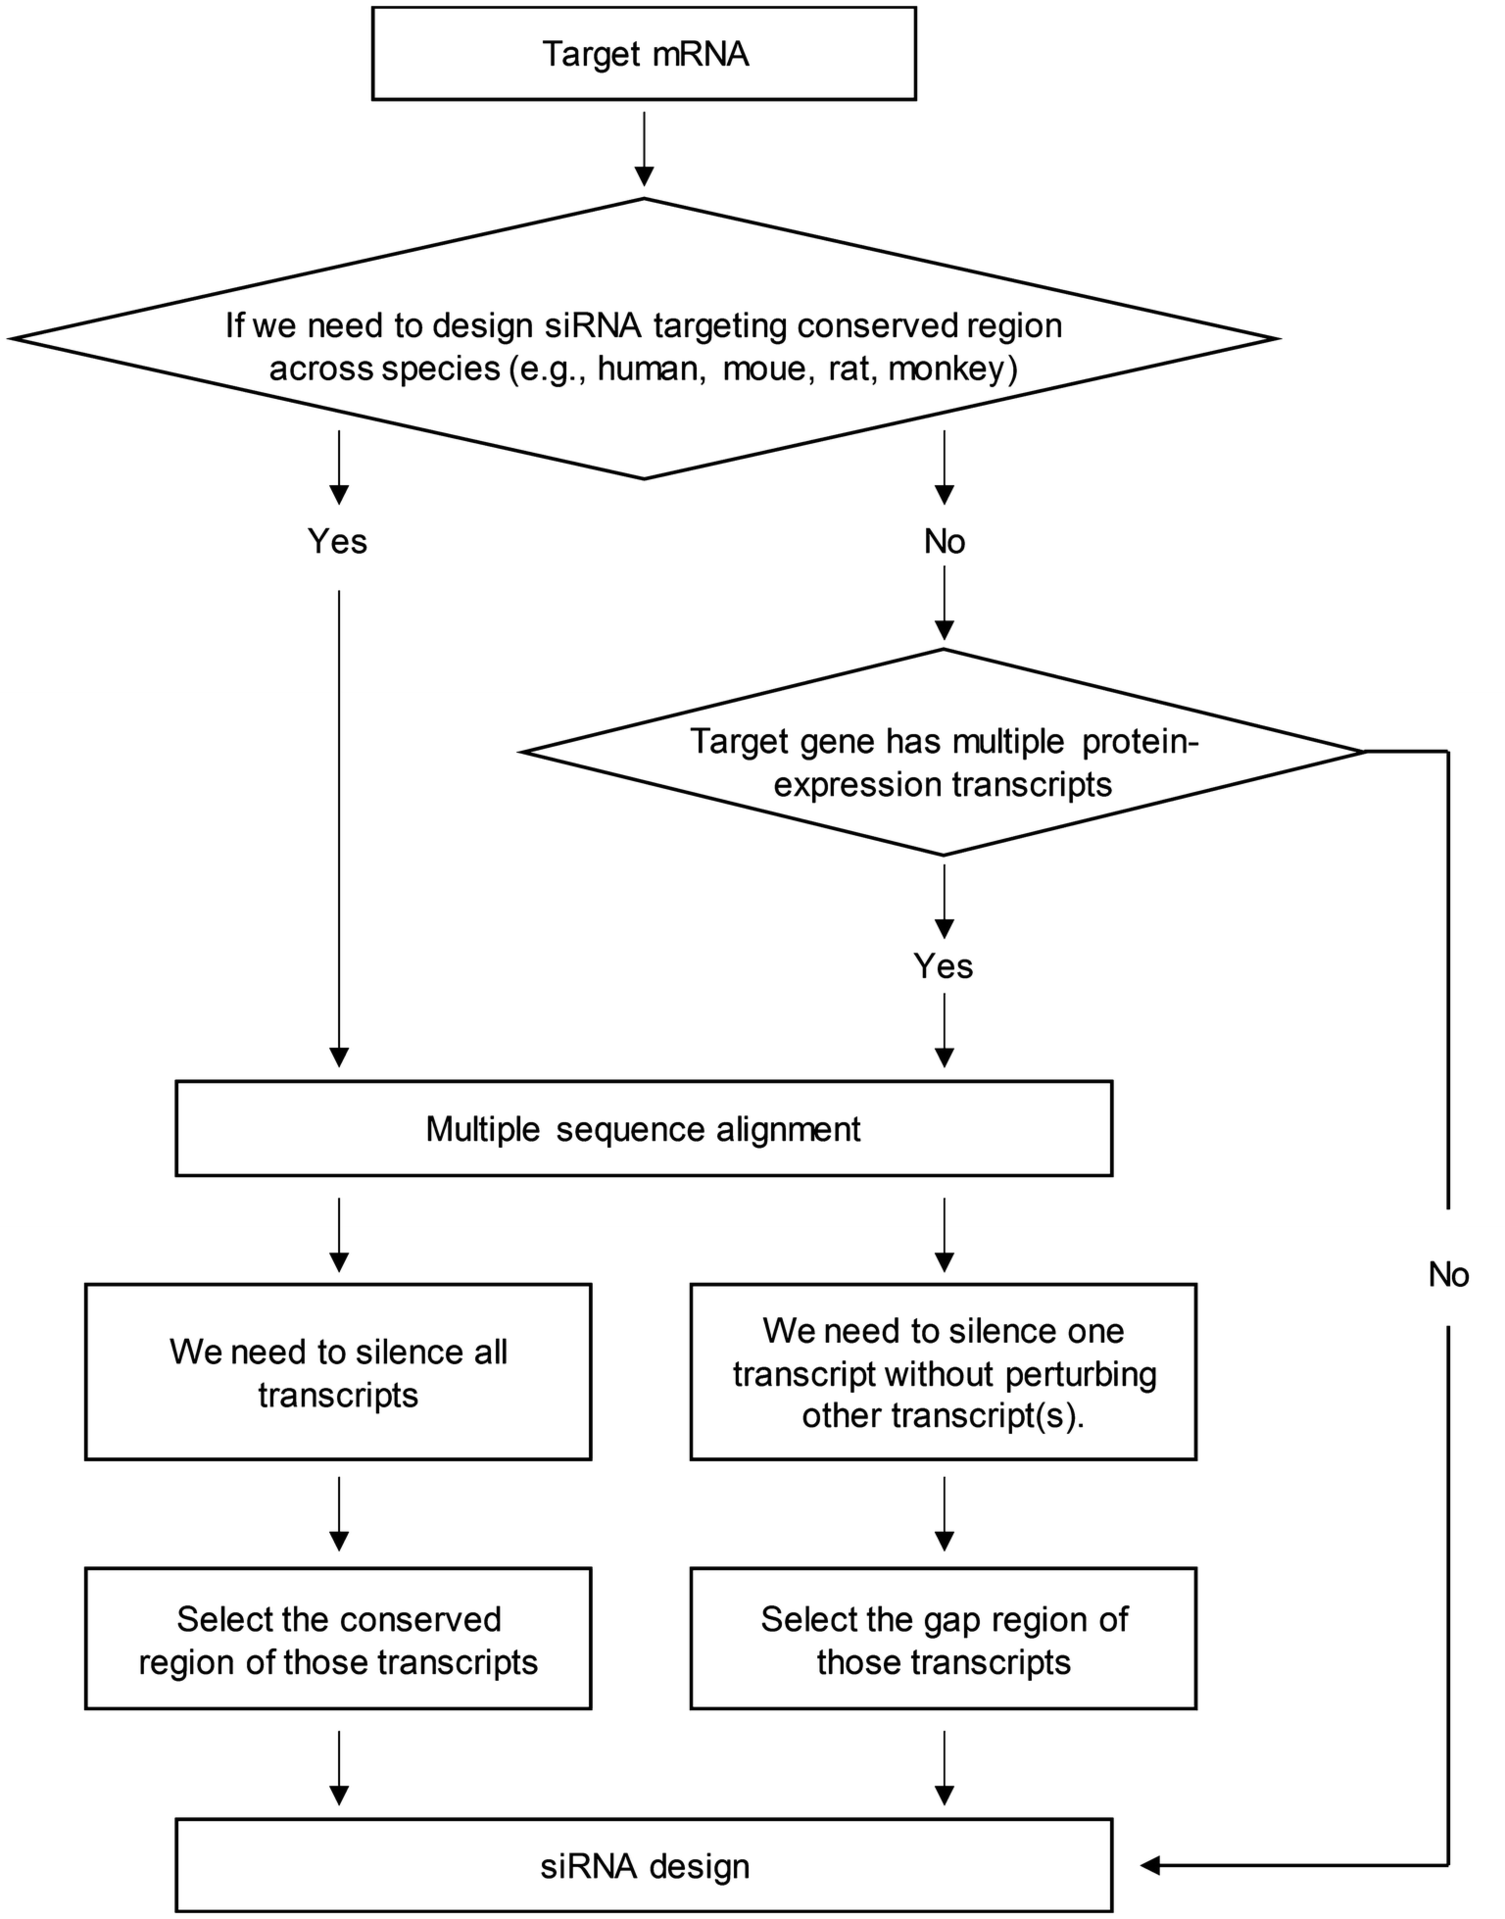 Target mRNA
If we need to design siRNA targeting conserved region
across species (e.g., human, moue, rat, monkey)
Yes
No
Target gene has multiple protein-
expression transcripts
Yes
Multiple sequence alignment
No
We need to silence all
transcripts
We need to silence one
transcript without perturbing
other transcript(s).
Select the conserved
region of those transcripts
Select the gap region of
those transcripts
siRNA design